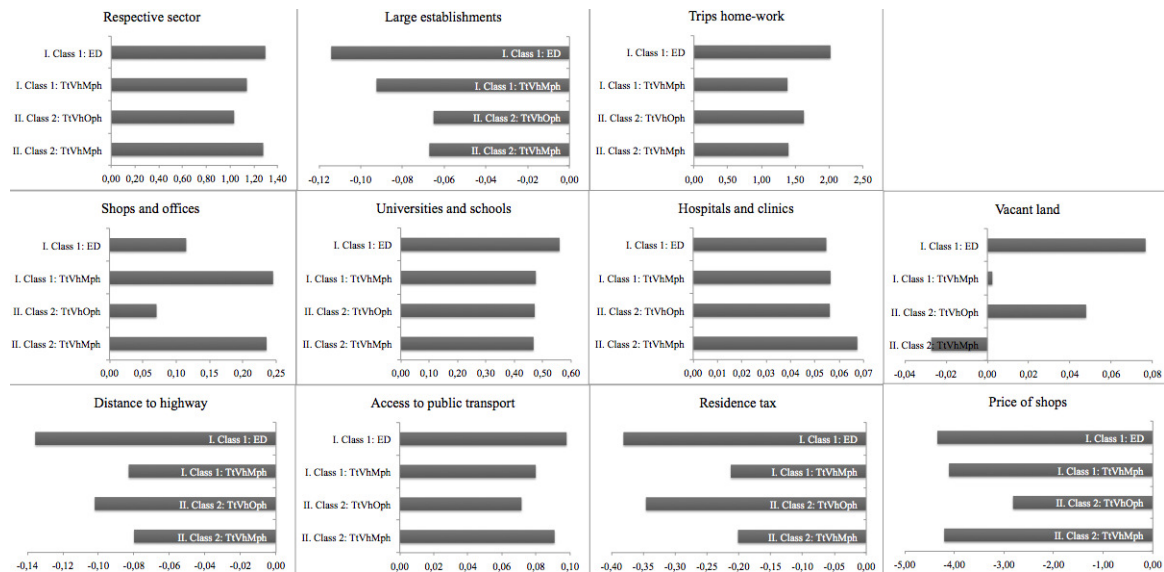 Respective sector
I. Class 1: ED
I. Class 1: TtVhMph
II. Class 2: TtVhOph
II. Class 2: TtVhMph
0,00 0,20 0,40 0,60 0,80 1,00 1,20 1,40
Large establishments
I. Class 1: ED
I. Class 1: TtVhMph
II. Class 2: TtVhOph
II. Class 2: TtVhMph
-0,12 -0,10 -0,08 -0,06 -0,04 -0,02 0,00
Trips home-work
I. Class 1: ED
I. Class 1: TtVhMph
II. Class 2: TtVhOph
II. Class 2: TtVhMph
0,00 0,50 1,00 1,50 2,00 2,50
Shops and offices
I. Class 1: ED
I. Class 1: TtVhMph
II. Class 2: TtVhOph
II. Class 2: TtVhMph
0,00 0,05 0,10 0,15 0,20 0,25
Universities and schools
I. Class 1: ED
I. Class 1: TtVhMph
II. Class 2: TtVhOph
II. Class 2: TtVhMph
0,00 0,10 0,20 0,30 0,40 0,50 0,60
Hospitals and clinics
I. Class 1: ED
I. Class 1: TtVhMph
II. Class 2: TtVhOph
II. Class 2: TtVhMph
0,00 0,01 0,02 0,03 0,04 0,05 0,06 0,07
Vacant land
I. Class 1: ED
I. Class 1: TtVhMph
II. Class 2: TtVhOph
II. Class 2: TtVhMph
-0,04 -0,02 0,00 0,02 0,04 0,06 0,08
Distance to highway
I. Class 1: ED
I. Class 1: TtVhMph
II. Class 2: TtVhOph
II. Class 2: TtVhMph
-0,14 -0,12 -0,10 -0,08 -0,06 -0,04 -0,02 0,00
Access to public transport
I. Class 1: ED
I. Class 1: TtVhMph
II. Class 2: TtVhOph
II. Class 2: TtVhMph
0,00 0,02 0,04 0,06 0,08 0,10
Residence tax
I. Class 1: ED
I. Class 1: TtVhMph
II. Class 2: TtVhOph
II. Class 2: TtVhMph
-0,40 -0,35 -0,30 -0,25 -0,20 -0,15 -0,10 -0,05 0,00
Price of shops
I. Class 1: ED
I. Class 1: TtVhMph
II. Class 2: TtVhOph
II. Class 2: TtVhMph
-5,00 -4,00 -3,00 -2,00 -1,00 0,00